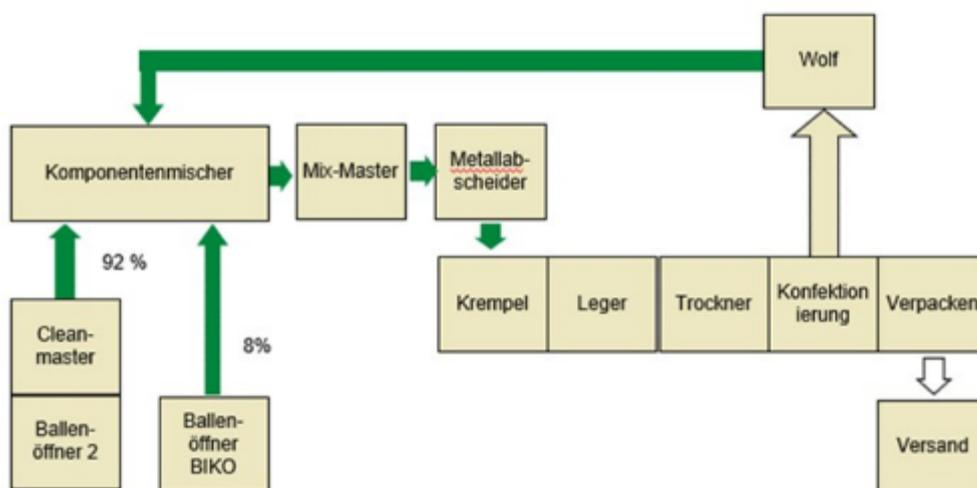 Wolf
Komponentenmischer
Mix-Master
Metallab-
scheider
92 %
Krempel
Leger
Trockner
Konfektion
ierung
Verpacken
Clean-
master
8%
Ballen-
öffner 2
Ballen-
öffner
BIKO
Versand